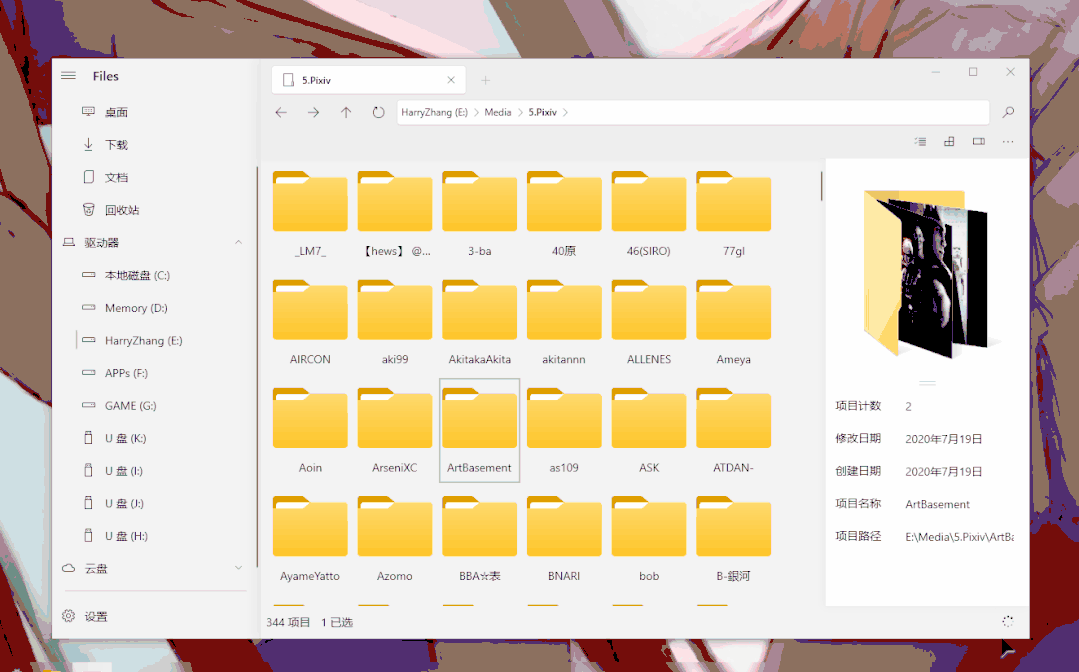 Files
桌面
下载
文档
回收站
驱动器
本地磁盘 (C:)
Memory (D:)
HarryZhang (E:)
APPs (F:)
GAME (G:)
U 盘 (K:)
U 盘 (I:)
U 盘 (J:)
U 盘 (H:)
云盘
设置
5.Pixiv
HarryZhang (E:) Media 5.Pixiv
_LM7_ 【hews】 @... 3-ba 40原 46(SIRO) 77gl
AIRCON aki99 AkitakaAkita akitannn ALLENES Ameya
Aoin ArseniXC ArtBasement as109 ASK ATDAN-
AyameYatto Azomo BBA☆表 BNARI bob B-銀河
344 项目 1 已选
项目计数 2
修改日期 2020年7月19日
创建日期 2020年7月19日
项目名称 ArtBasement
项目路径 E:\Media\5.Pixiv\ArtBa